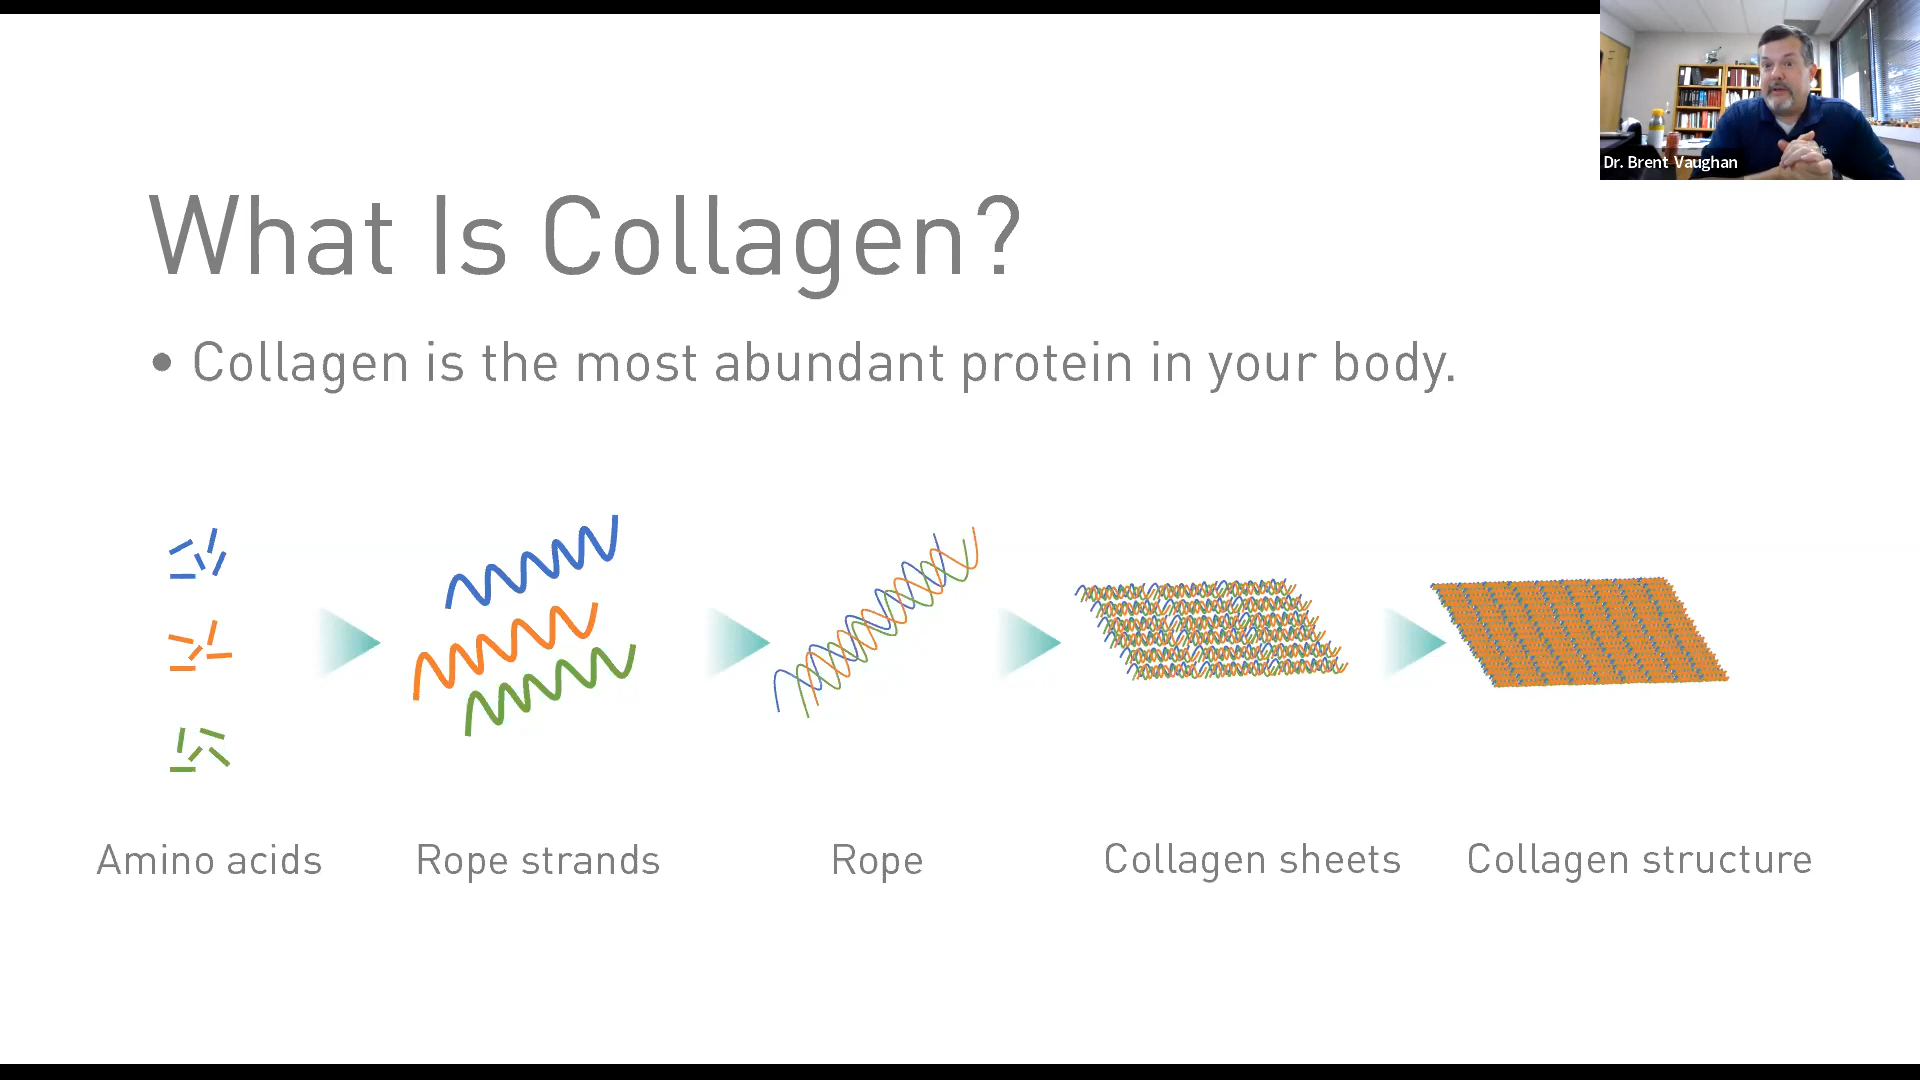 Dr. Brent Vaughan
What Is Collagen?
• Collagen is the most abundant protein in your body.
Amino acids
Rope strands
Rope
Collagen sheets
Collagen structure